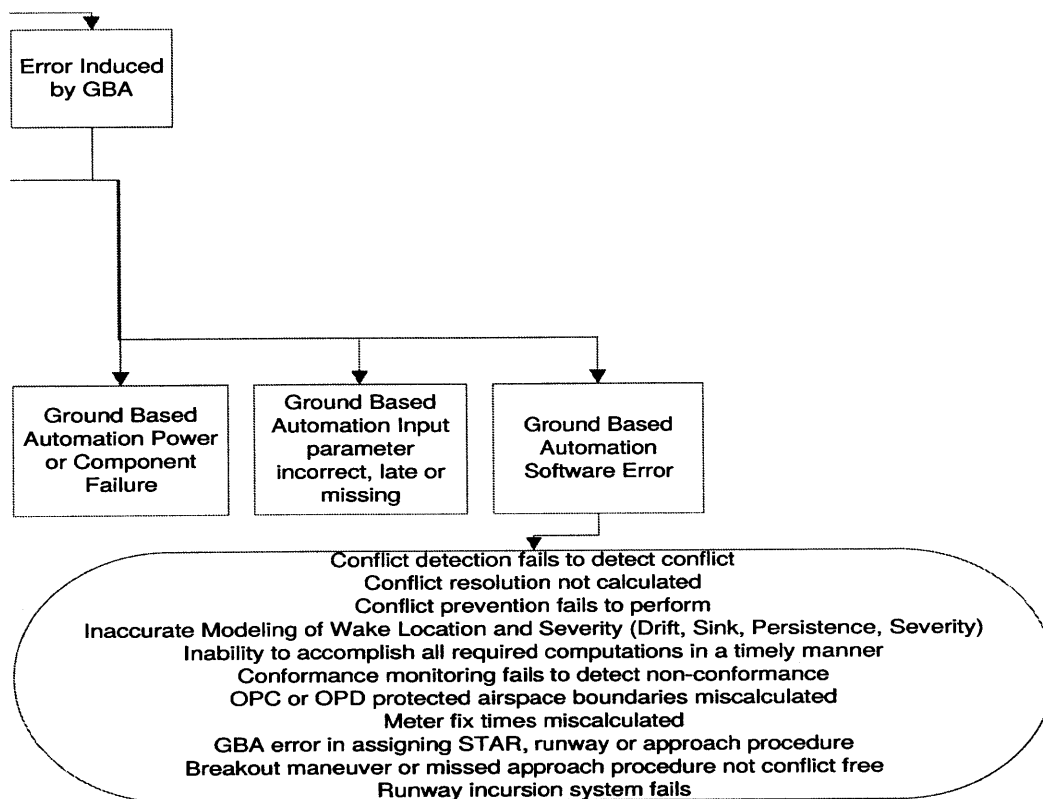 Error Induced
by GBA
Ground Based
Automation Power
or Component
Failure
Ground Based
Automation Input
parameter
incorrect, late or
missing
Ground Based
Automation
Software Error
Conflict detection fails to detect conflict
Conflict resolution not calculated
Conflict prevention fails to perform
Inaccurate Modeling of Wake Location and Severity (Drift, Sink, Persistence, Severity)
Inability to accomplish all required computations in a timely manner
Conformance monitoring fails to detect non-conformance
OPC or OPD protected airspace boundaries miscalculated
Meter fix times miscalculated
GBA error in assigning STAR, runway or approach procedure
Breakout maneuver or missed approach procedure not conflict free
Runway incursion system fails